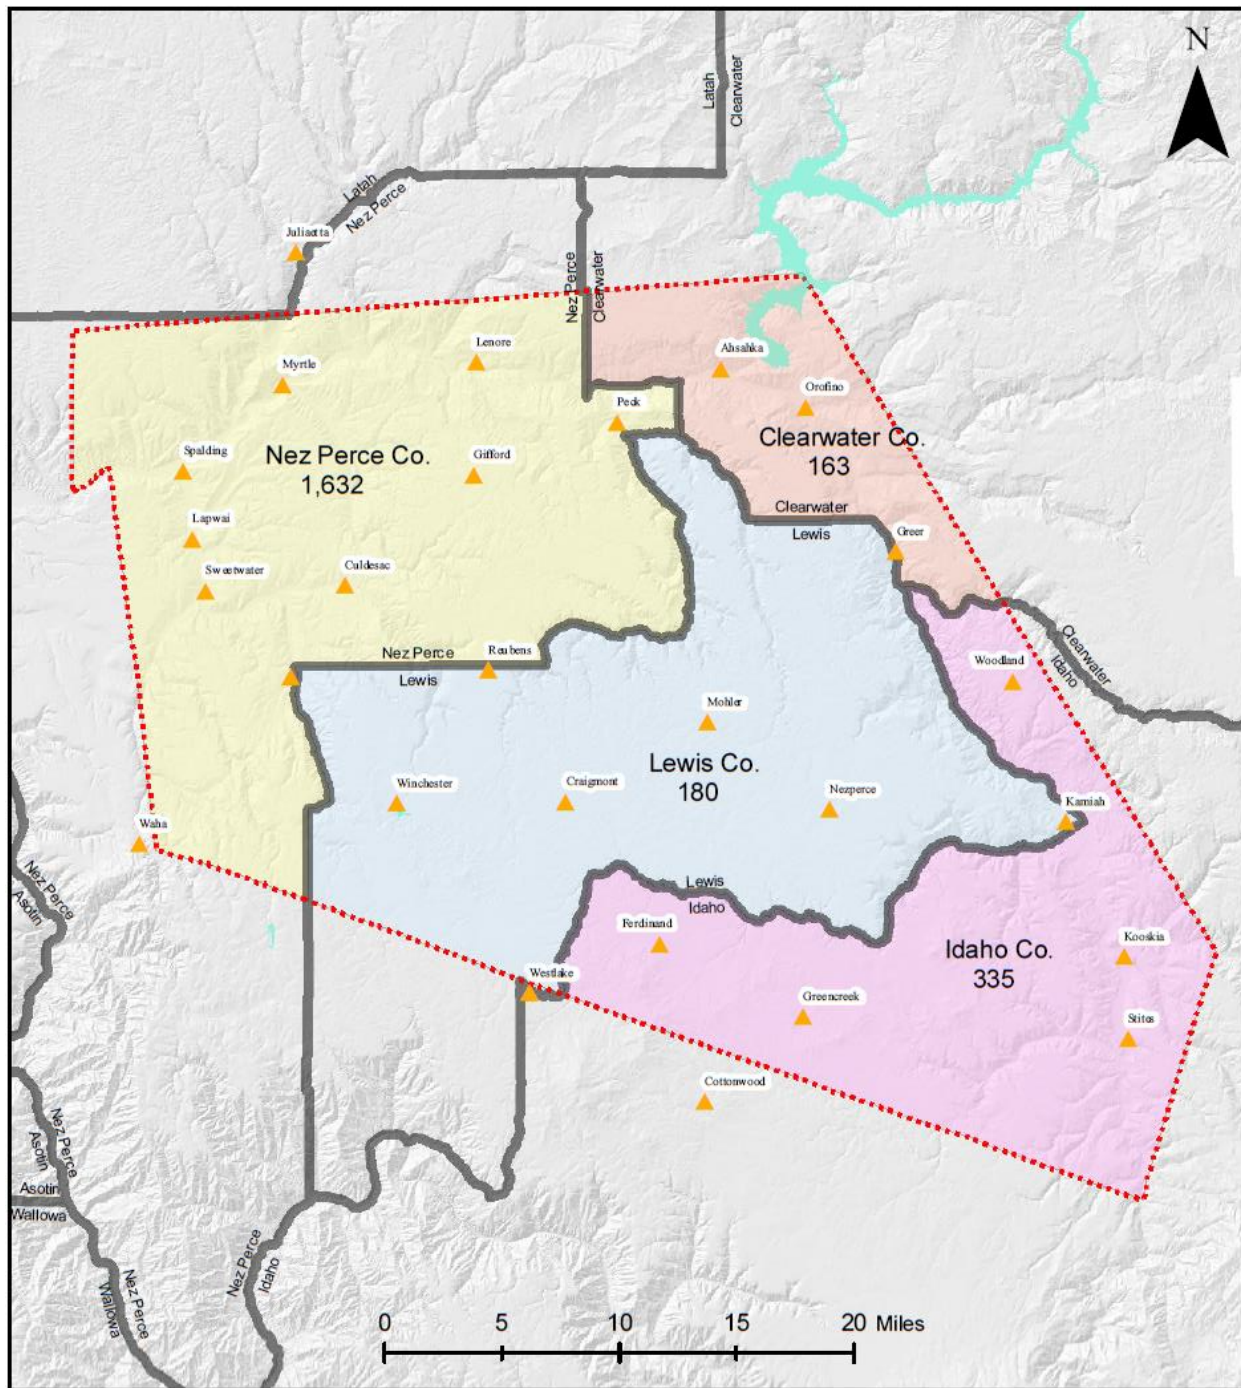 N
Latah
Clearwater
Latah
Nez Perce
Juliaetta
Nez Perce
Clearwater
Lenore
Myrtle
Ahsahka
Orofino
Peck
Clearwater Co.
163
Spalding
Nez Perce Co.
1,632
Gifford
Clearwater
Lewis
Greer
Lapwai
Sweetwater
Culdesac
Nez Perce
Lewis
Reubens
Woodland
Clearwater
Idaho
Mohler
Lewis Co.
180
Winchester
Craigmont
Nezperce
Kamiah
Waha
Nez Perce
Asotin
Lewis
Idaho
Ferdinand
Idaho Co.
335
Kooskia
Westlake
Greencreek
Stites
Cottonwood
Nez Perce
Asotin
Asotin
Wallowa
Nez Perce
Idaho
Nez Perce
Wallowa
0 5 10 15 20 Miles